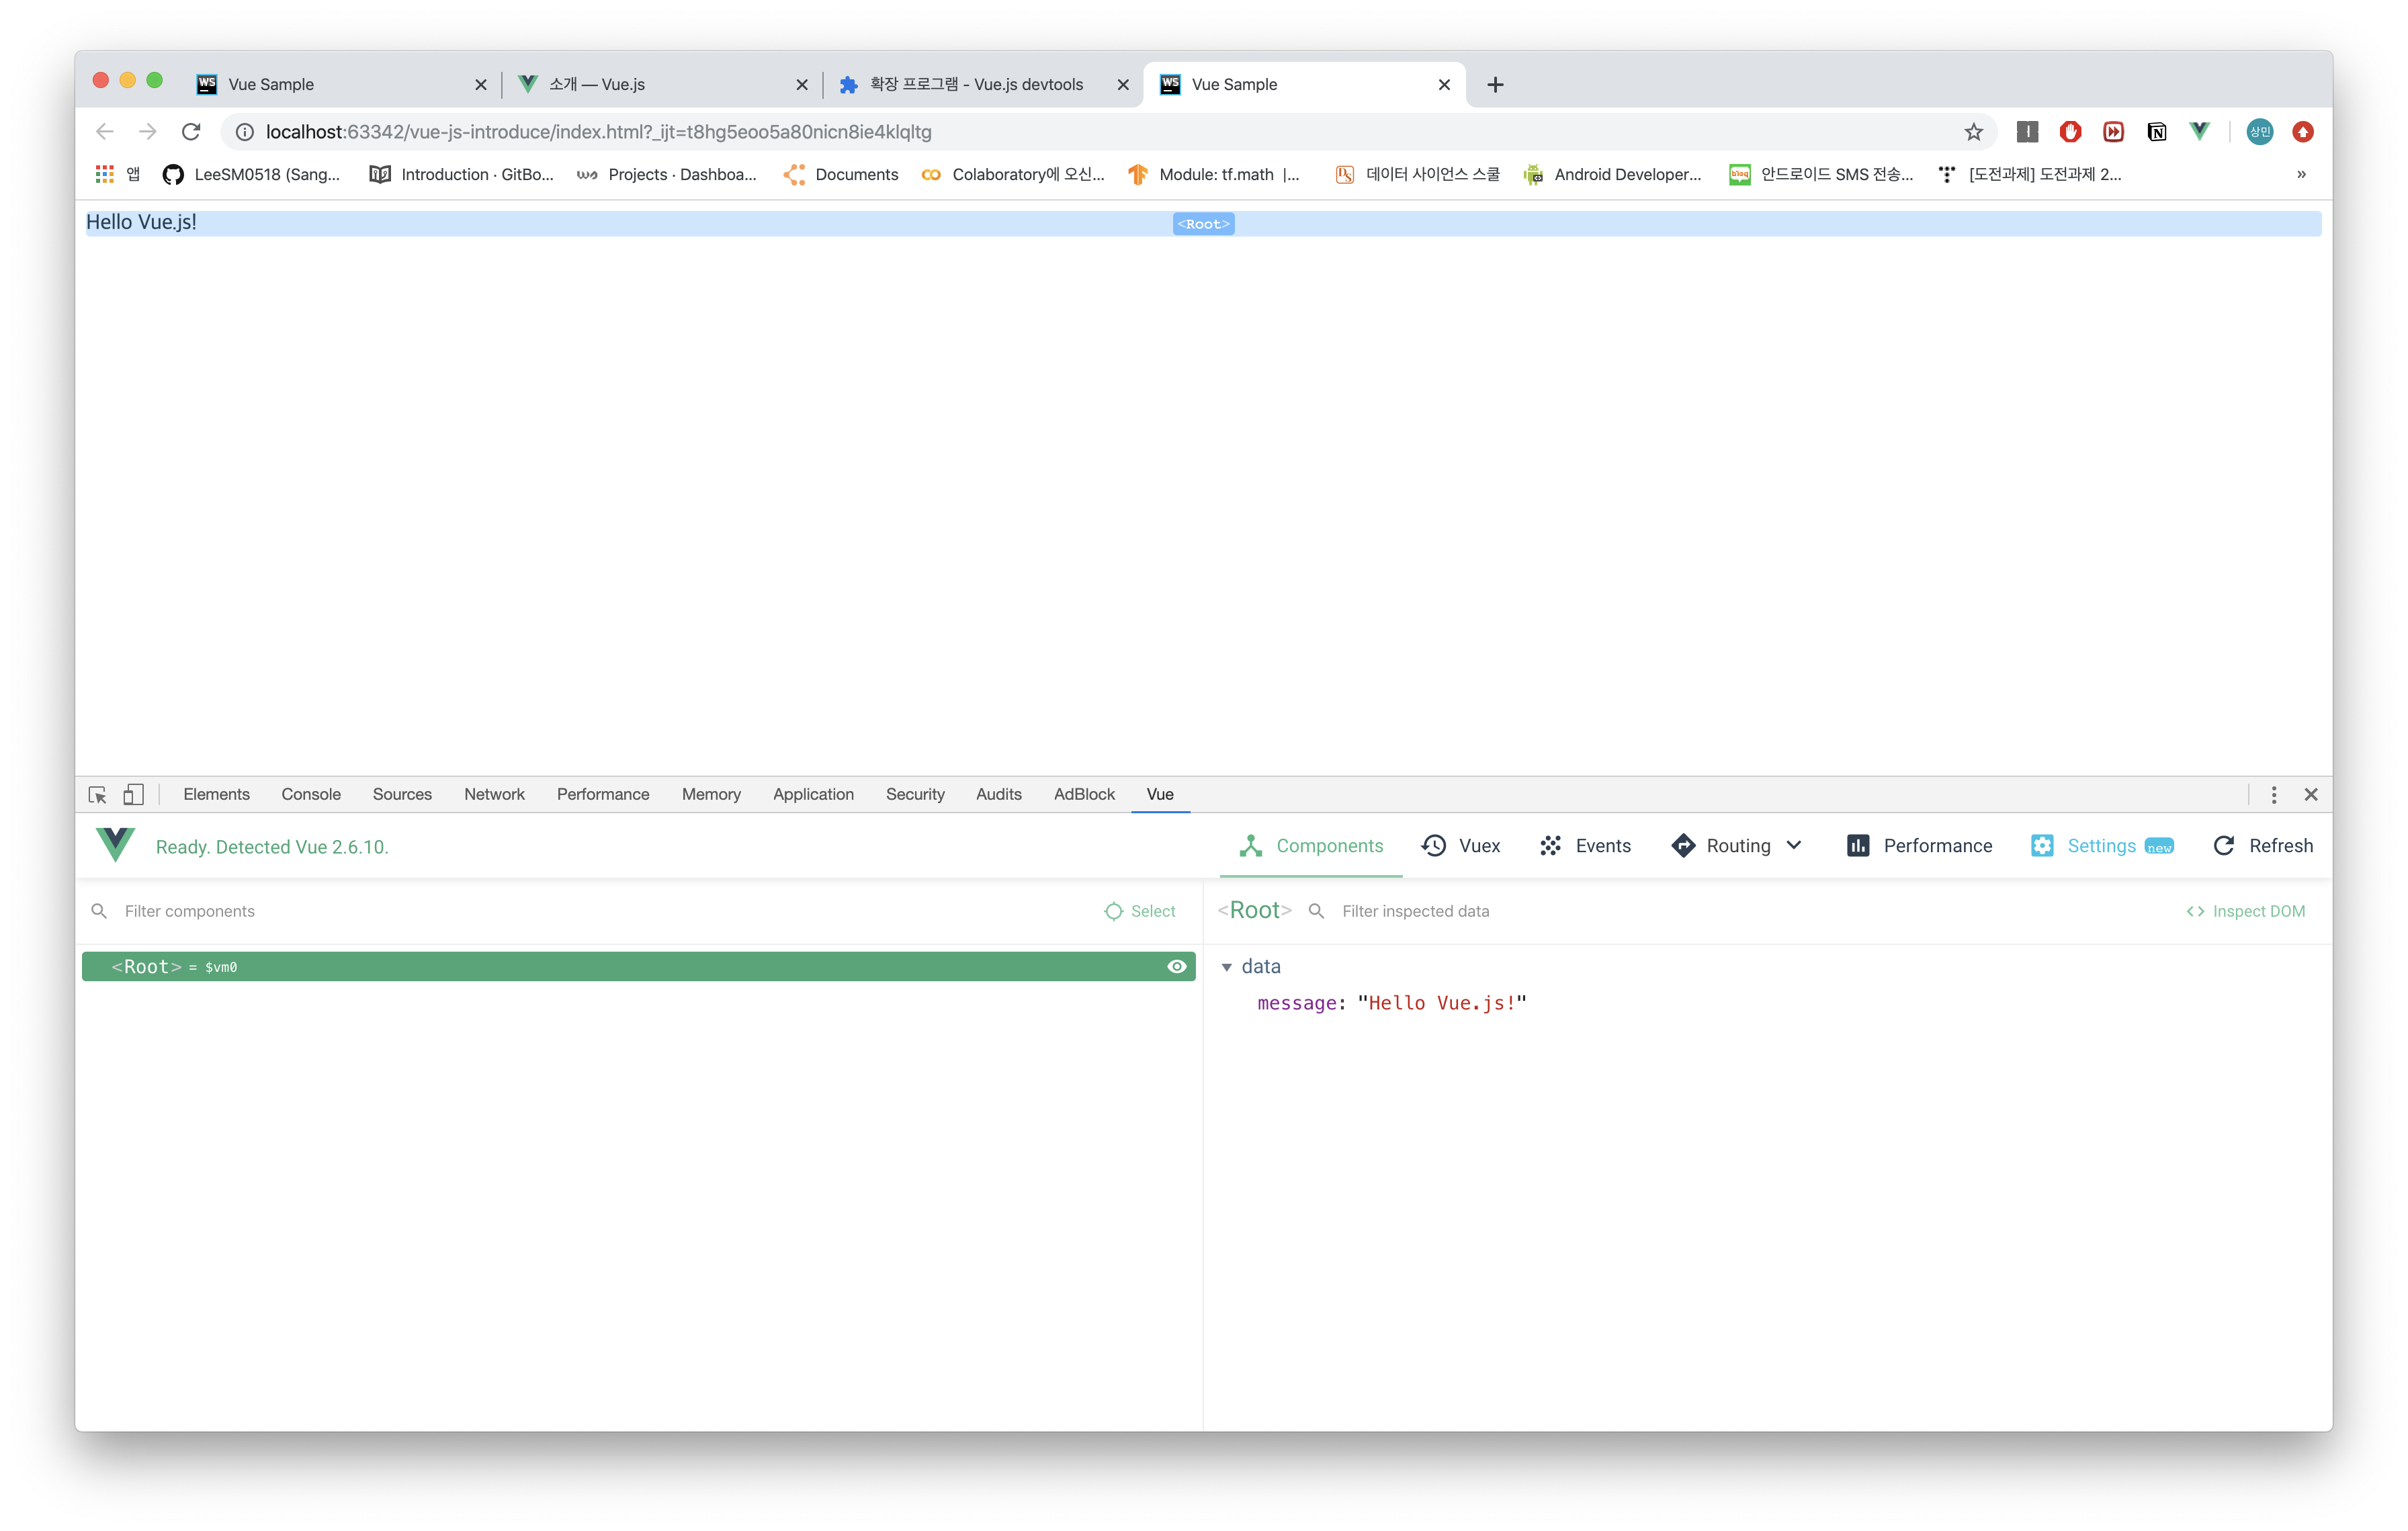 Vue Sample
소개 — Vue.js
확장 프로그램 - Vue.js devtools
Vue Sample
localhost:63342/vue-js-introduce/index.html?_ijt=t8hg5eoo5a80nicn8ie4klqltg
상민
앱
LeeSM0518 (Sang...
Introduction · GitBo...
Projects · Dashboa...
Documents
Colaboratory에 오신...
Module: tf.math |...
데이터 사이언스 스쿨
Android Developer...
안드로이드 SMS 전송...
[도전과제] 도전과제 2...
»
Hello Vue.js!
<Root>
Elements Console Sources Network Performance Memory Application Security Audits AdBlock Vue
Ready. Detected Vue 2.6.10.
Components Vuex Events Routing Performance Settings new Refresh
Filter components
Select
<Root>
Filter inspected data
Inspect DOM
<Root> = $vm0
data
message: "Hello Vue.js!"